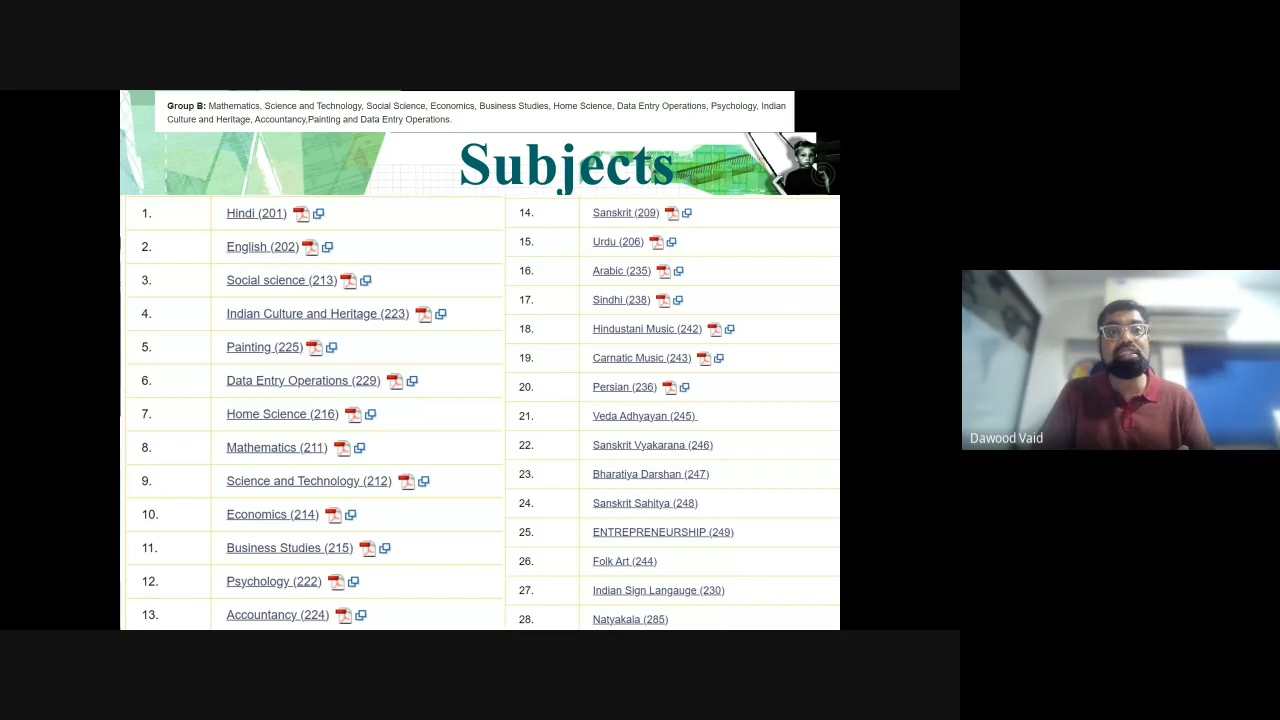 Group B: Mathematics, Science and Technology, Social Science, Economics, Business Studies, Home Science, Data Entry Operations, Psychology, Indian
Culture and Heritage, Accountancy,Painting and Data Entry Operations.
Subjects
1. Hindi (201)
2. English (202)
3. Social science (213)
4. Indian Culture and Heritage (223)
5. Painting (225)
6. Data Entry Operations (229)
7. Home Science (216)
8. Mathematics (211)
9. Science and Technology (212)
10. Economics (214)
11. Business Studies (215)
12. Psychology (222)
13. Accountancy (224)
14. Sanskrit (209)
15. Urdu (206)
16. Arabic (235)
17. Sindhi (238)
18. Hindustani Music (242)
19. Carnatic Music (243)
20. Persian (236)
21. Veda Adhyayan (245)
22. Sanskrit Vyakarana (246)
23. Bharatiya Darshan (247)
24. Sanskrit Sahitya (248)
25. ENTREPRENEURSHIP (249)
26. Folk Art (244)
27. Indian Sign Langauge (230)
28. Natyakala (285)
Dawood Vaid